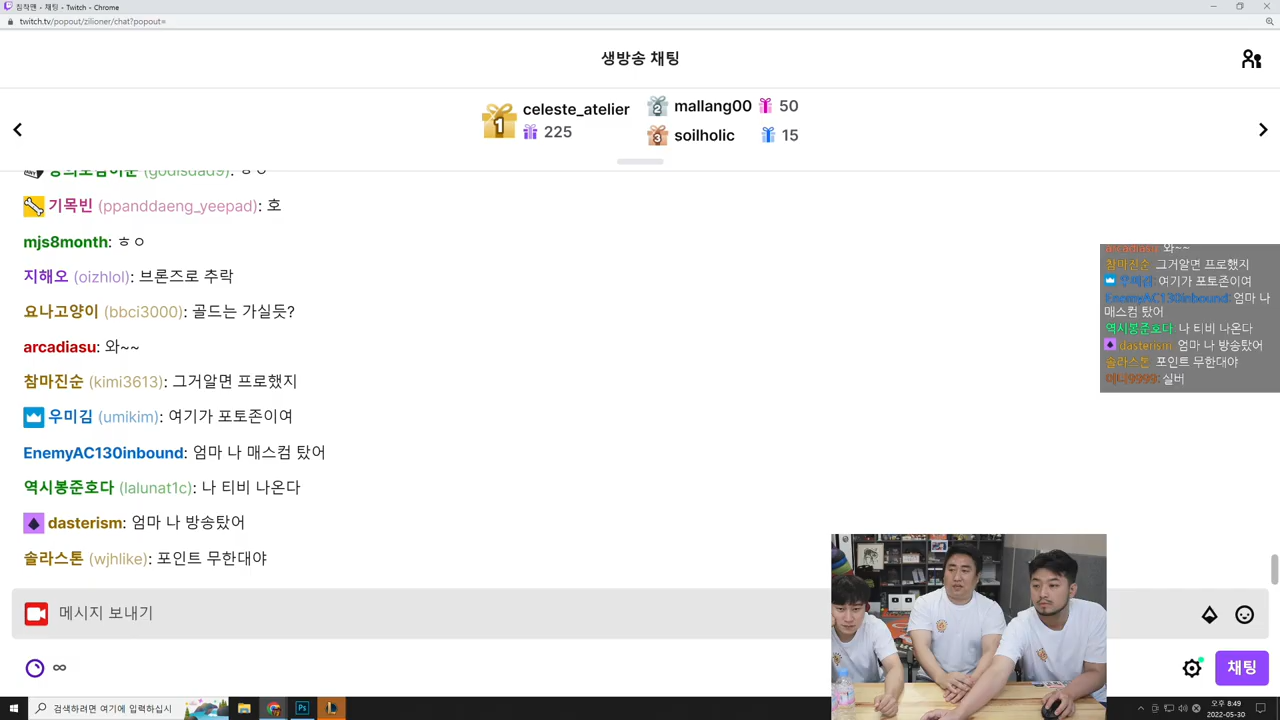 침착맨 - 채팅 - Twitch - Chrome
twitch.tv/popout/zilioner/chat?popout=
생방송 채팅
1 celeste_atelier 225
2 mallang00 50
3 soilholic 15
(godisdad9): ㅎㅇ
기목빈 (ppanddaeng_yeepad): 호
mjs8month: ㅎㅇ
지해오 (oizhlol): 브론즈로 추락
요나고양이 (bbci3000): 골드는 가실듯?
arcadiasu: 와~~
참마진순 (kimi3613): 그거알면 프로했지
우미김 (umikim): 여기가 포토존이여
EnemyAC130inbound: 엄마 나 매스컴 탔어
역시봉준호다 (lalunat1c): 나 티비 나온다
dasterism: 엄마 나 방송탔어
솔라스톤 (wjhlike): 포인트 무한대야
메시지 보내기
∞
채팅
arcadiasu: 와~~
참마진순: 그거알면 프로했지
우미김: 여기가 포토존이여
EnemyAC130inbound: 엄마 나
매스컴 탔어
역시봉준호다: 나 티비 나온다
dasterism: 엄마 나 방송탔어
솔라스톤: 포인트 무한대야
실버
검색하려면 여기에 입력하십시
Ps
오후 8:49
2022-05-30